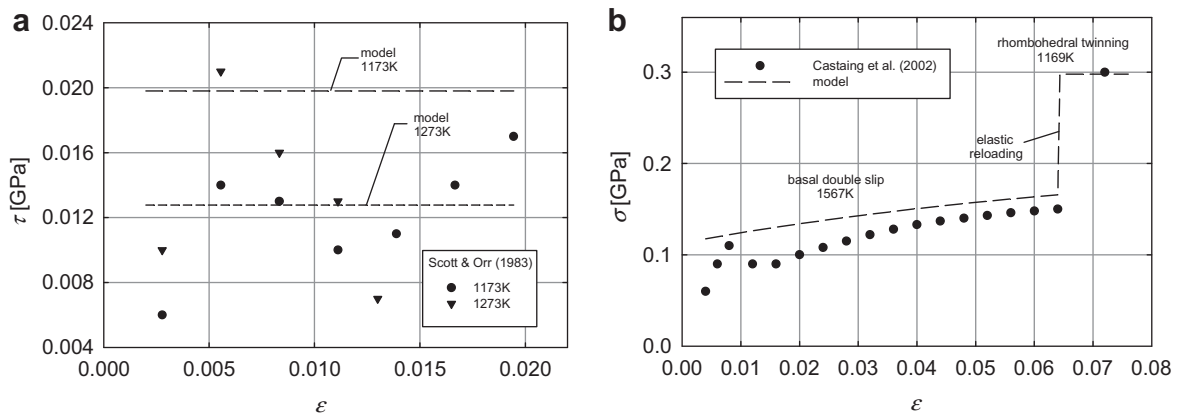 a
0.024
0.020
0.016
0.012
0.008
0.004
τ [GPa]
model
1173K
model
1273K
Scott & Orr (1983)
1173K
1273K
0.000 0.005 0.010 0.015 0.020
ε
b
0.3
0.2
0.1
0.0
σ [GPa]
Castaing et al. (2002)
model
rhombohedral twinning
1169K
elastic
reloading
basal double slip
1567K
0.00 0.01 0.02 0.03 0.04 0.05 0.06 0.07 0.08
ε